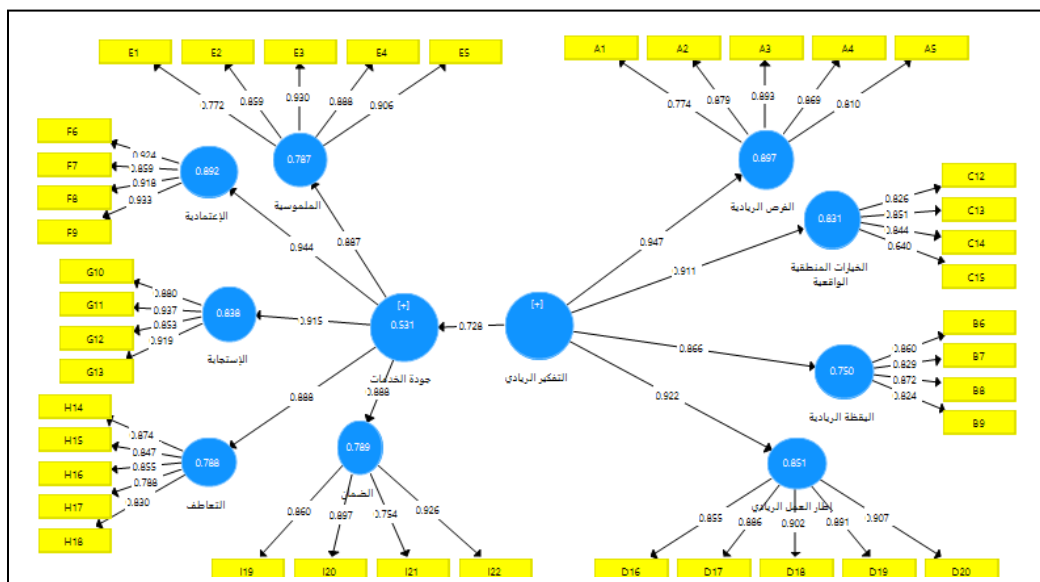 E1
E2
E3
E4
E5
A1
A2
A3
A4
A5
0.772
0.859
0.930
0.888
0.906
0.774
0.879
0.893
0.869
0.810
F6
F7
F8
F9
0.924
0.859
0.918
0.933
0.892
الإعتمادية
0.787
الملموسية
0.897
الفرص الريادية
C12
C13
C14
C15
0.826
0.851
0.844
0.640
0.831
الخيارات المنطقية
الواقعية
0.944
0.887
0.947
0.911
G10
G11
G12
G13
0.880
0.937
0.853
0.919
0.838
الإستجابة
0.915
[+]
0.531
جودة الخدمات
0.728
[+]
التفكير الريادي
0.866
0.750
اليقظة الريادية
B6
B7
B8
B9
0.860
0.829
0.872
0.824
0.888
0.888
0.922
H14
H15
H16
H17
H18
0.874
0.847
0.855
0.788
0.830
0.788
التعاطف
0.789
الضمان
0.851
إطار العمل الريادي
0.860
0.897
0.754
0.926
0.855
0.886
0.902
0.891
0.907
I19
I20
I21
I22
D16
D17
D18
D19
D20